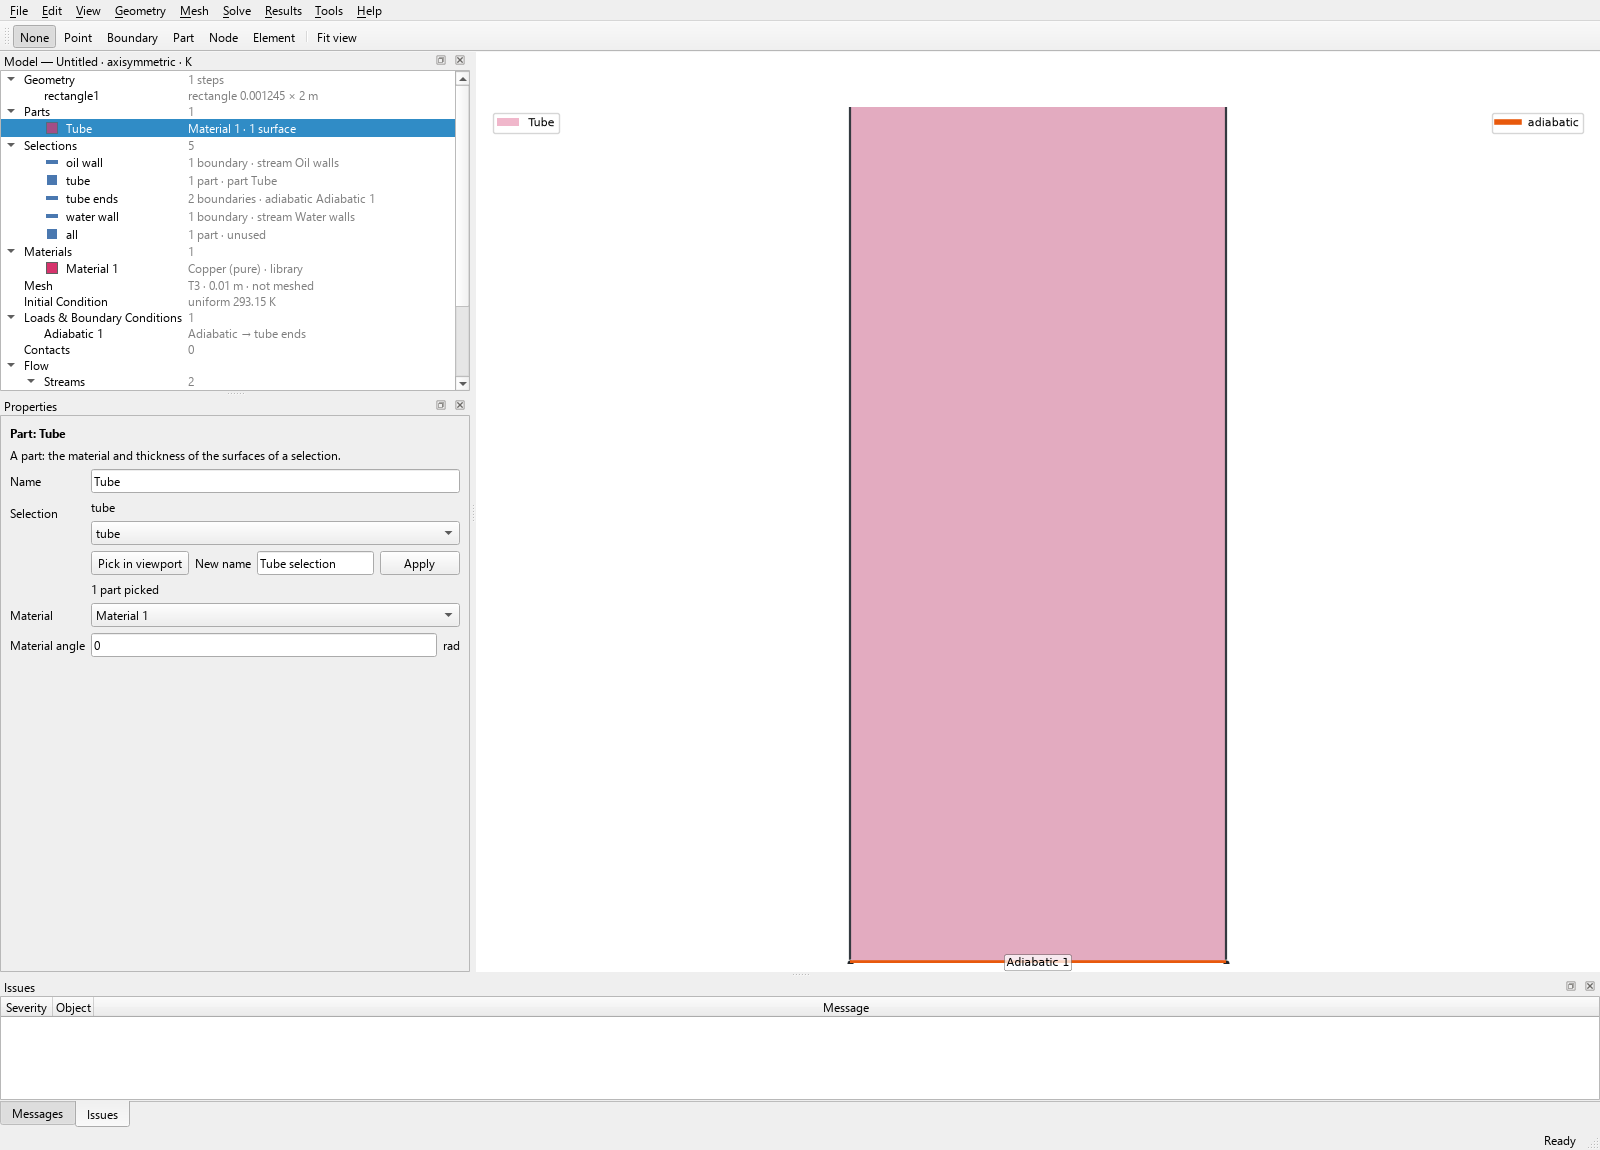 File Edit View Geometry Mesh Solve Results Tools Help
None Point Boundary Part Node Element Fit view
Model — Untitled · axisymmetric · K
Geometry 1 steps
rectangle1 rectangle 0.001245 × 2 m
Parts 1
Tube Material 1 · 1 surface
Selections 5
oil wall 1 boundary · stream Oil walls
tube 1 part · part Tube
tube ends 2 boundaries · adiabatic Adiabatic 1
water wall 1 boundary · stream Water walls
all 1 part · unused
Materials 1
Material 1 Copper (pure) · library
Mesh T3 · 0.01 m · not meshed
Initial Condition uniform 293.15 K
Loads & Boundary Conditions 1
Adiabatic 1 Adiabatic → tube ends
Contacts 0
Flow
Streams 2
Properties
Part: Tube
A part: the material and thickness of the surfaces of a selection.
Name Tube
Selection tube
tube
Pick in viewport New name Tube selection Apply
1 part picked
Material Material 1
Material angle 0 rad
Tube
adiabatic
Adiabatic 1
Issues
Severity Object Message
Messages Issues
Ready